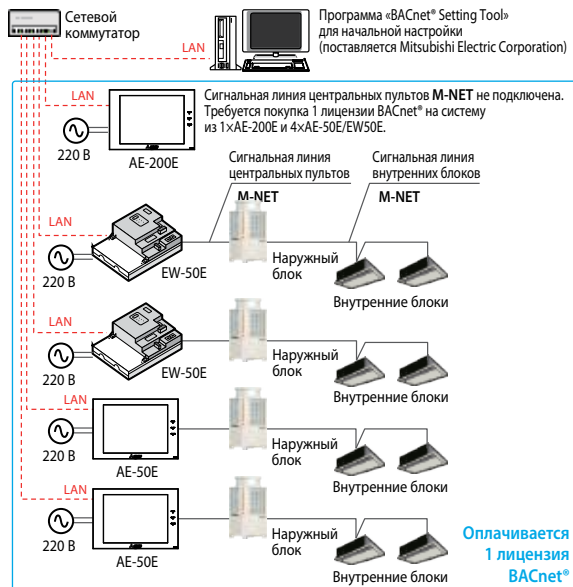 Сетевой
коммутатор
LAN
Программа «BACnet® Setting Tool»
для начальной настройки
(поставляется Mitsubishi Electric Corporation)
LAN
220 В
AE-200E
Сигнальная линия центральных пультов M-NET не подключена.
Требуется покупка 1 лицензии BACnet® на систему
из 1×AE-200E и 4×AE-50E/EW50E.
Сигнальная линия
центральных пультов
M-NET
Сигнальная линия
внутренних блоков
M-NET
LAN
220 В
EW-50E
Наружный
блок
Внутренние блоки
LAN
220 В
EW-50E
Наружный
блок
Внутренние блоки
LAN
220 В
AE-50E
Наружный
блок
Внутренние блоки
LAN
220 В
AE-50E
Наружный
блок
Внутренние блоки
Оплачивается
1 лицензия
BACnet®